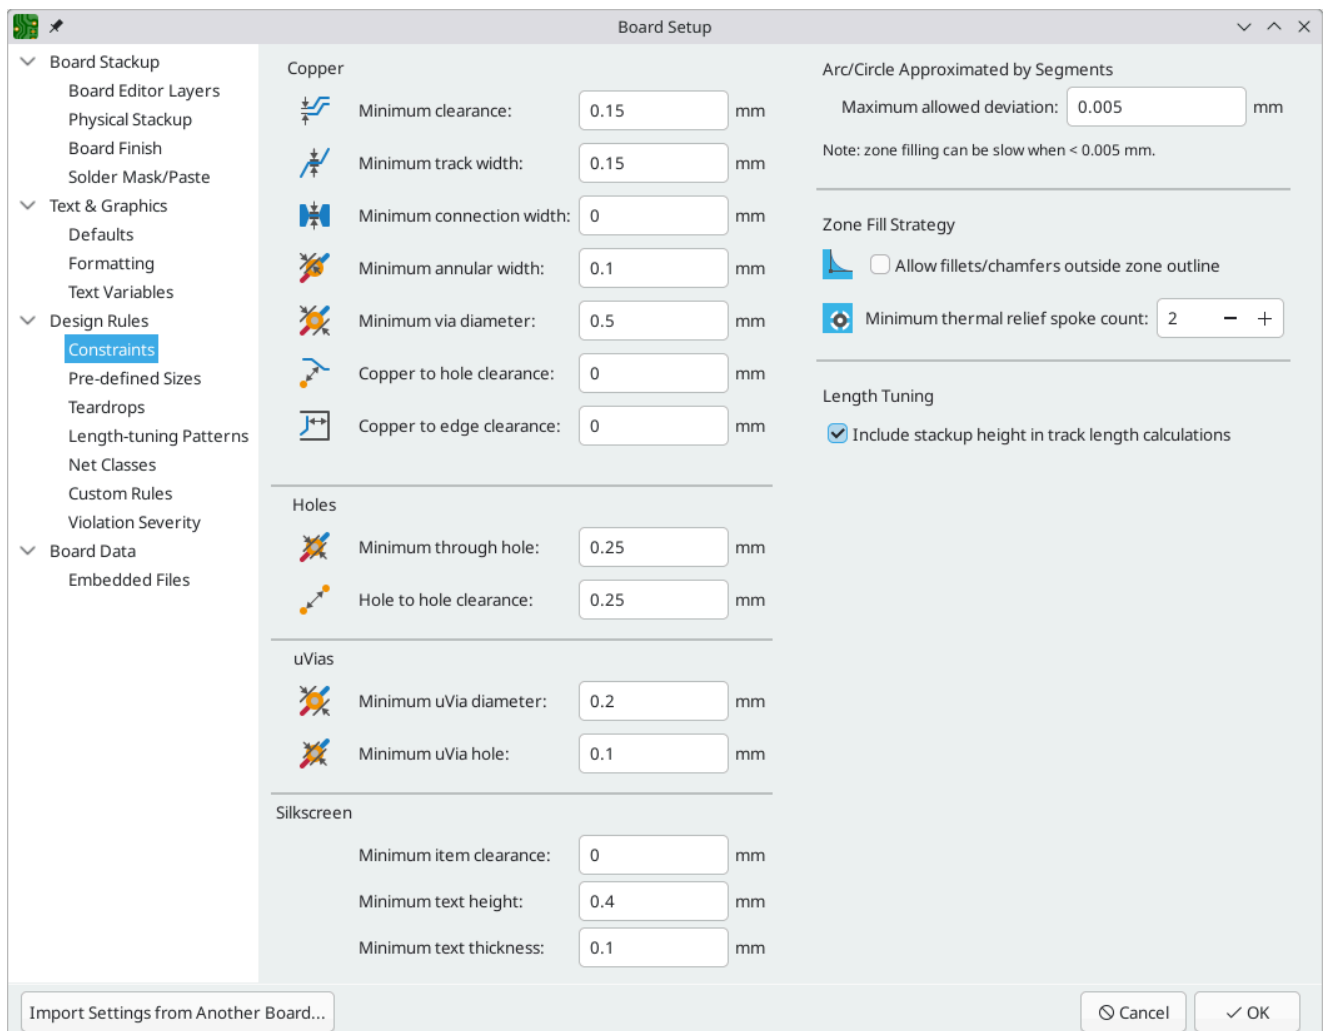 Board Setup
Board Stackup
Board Editor Layers
Physical Stackup
Board Finish
Solder Mask/Paste
Text & Graphics
Defaults
Formatting
Text Variables
Design Rules
Constraints
Pre-defined Sizes
Teardrops
Length-tuning Patterns
Net Classes
Custom Rules
Violation Severity
Board Data
Embedded Files
Copper
Minimum clearance: 0.15 mm
Minimum track width: 0.15 mm
Minimum connection width: 0 mm
Minimum annular width: 0.1 mm
Minimum via diameter: 0.5 mm
Copper to hole clearance: 0 mm
Copper to edge clearance: 0 mm
Holes
Minimum through hole: 0.25 mm
Hole to hole clearance: 0.25 mm
uVias
Minimum uVia diameter: 0.2 mm
Minimum uVia hole: 0.1 mm
Silkscreen
Minimum item clearance: 0 mm
Minimum text height: 0.4 mm
Minimum text thickness: 0.1 mm
Arc/Circle Approximated by Segments
Maximum allowed deviation: 0.005 mm
Note: zone filling can be slow when < 0.005 mm.
Zone Fill Strategy
Allow fillets/chamfers outside zone outline
Minimum thermal relief spoke count: 2 − +
Length Tuning
Include stackup height in track length calculations
Import Settings from Another Board...
Cancel
OK